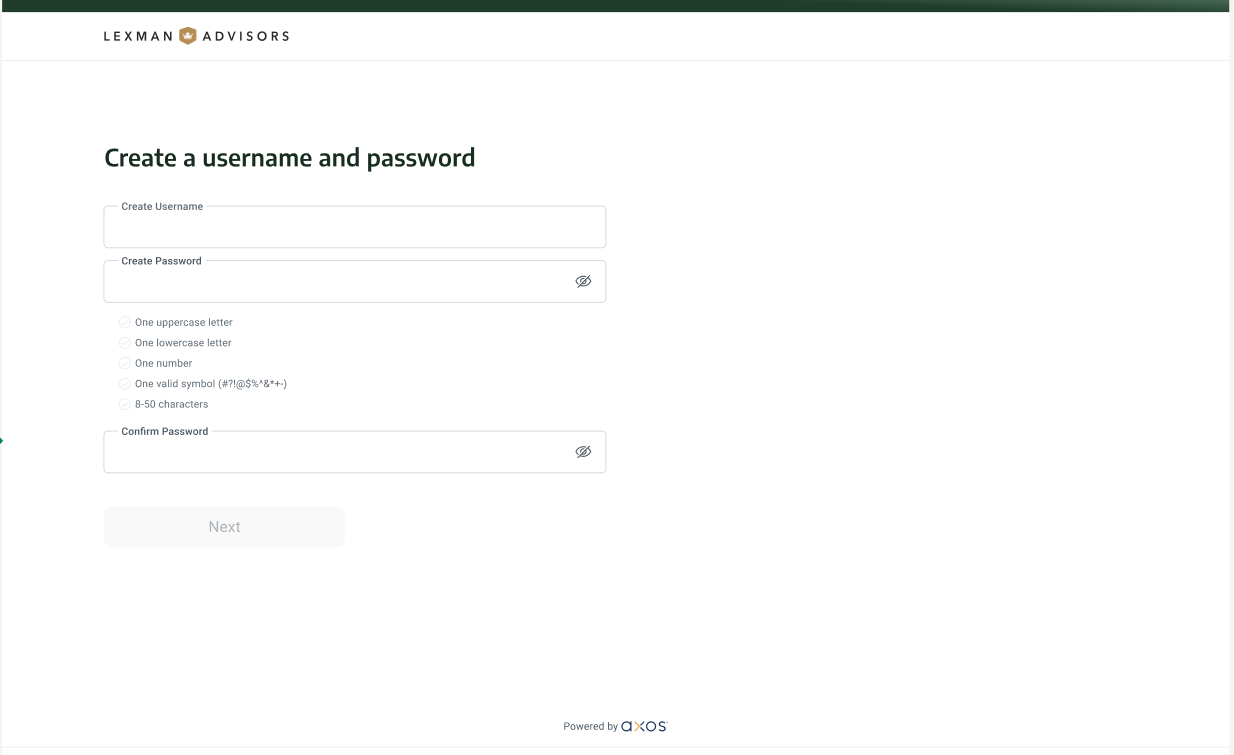 LEXMAN ADVISORS
Create a username and password
Create Username
Create Password
One uppercase letter
One lowercase letter
One number
One valid symbol (#?!@$%^&*+-)
8-50 characters
Confirm Password
Next
Powered by axos